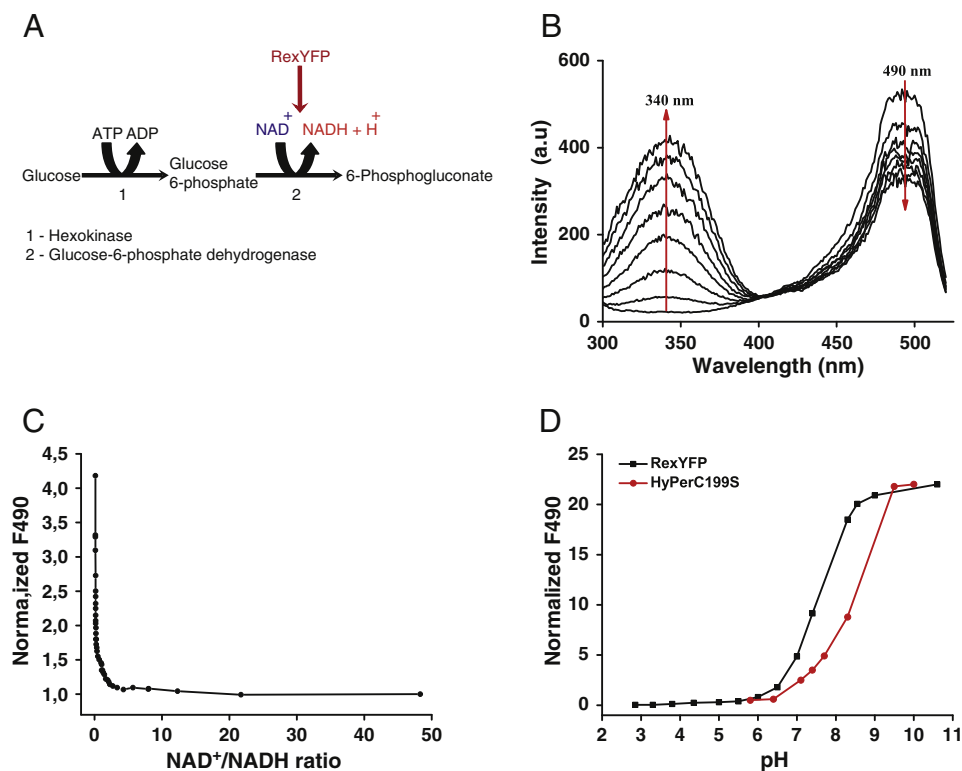 A
RexYFP
ATP ADP
NAD+
NADH + H+
Glucose
Glucose
6-phosphate
6-Phosphogluconate
1
2
1 - Hexokinase
2 - Glucose-6-phosphate dehydrogenase
B
600
400
200
0
Intensity (a.u)
340 nm
490 nm
300
350
400
450
500
Wavelength (nm)
C
4,5
4,0
3,5
3,0
2,5
2,0
1,5
1,0
Norma,ized F490
0
10
20
30
40
50
NAD+/NADH ratio
D
25
20
15
10
5
0
Normalized F490
RexYFP
HyPerC199S
2
3
4
5
6
7
8
9
10
11
pH